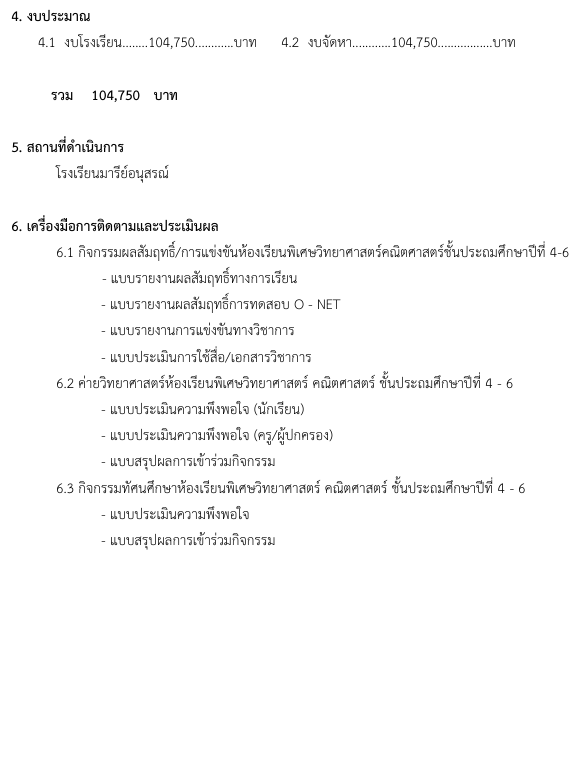 4. งบประมาณ
4.1 งบโรงเรียน........104,750............บาท 4.2 งบจัดหา............104,750.................บาท
รวม 104,750 บาท
5. สถานที่ดำเนินการ
โรงเรียนมารีย์อนุสรณ์
6. เครื่องมือการติดตามและประเมินผล
6.1 กิจกรรมผลสัมฤทธิ์/การแข่งขันห้องเรียนพิเศษวิทยาศาสตร์คณิตศาสตร์ชั้นประถมศึกษาปีที่ 4-6
- แบบรายงานผลสัมฤทธิ์ทางการเรียน
- แบบรายงานผลสัมฤทธิ์การทดสอบ O - NET
- แบบรายงานการแข่งขันทางวิชาการ
- แบบประเมินการใช้สื่อ/เอกสารวิชาการ
6.2 ค่ายวิทยาศาสตร์ห้องเรียนพิเศษวิทยาศาสตร์ คณิตศาสตร์ ชั้นประถมศึกษาปีที่ 4 - 6
- แบบประเมินความพึงพอใจ (นักเรียน)
- แบบประเมินความพึงพอใจ (ครู/ผู้ปกครอง)
- แบบสรุปผลการเข้าร่วมกิจกรรม
6.3 กิจกรรมทัศนศึกษาห้องเรียนพิเศษวิทยาศาสตร์ คณิตศาสตร์ ชั้นประถมศึกษาปีที่ 4 - 6
- แบบประเมินความพึงพอใจ
- แบบสรุปผลการเข้าร่วมกิจกรรม